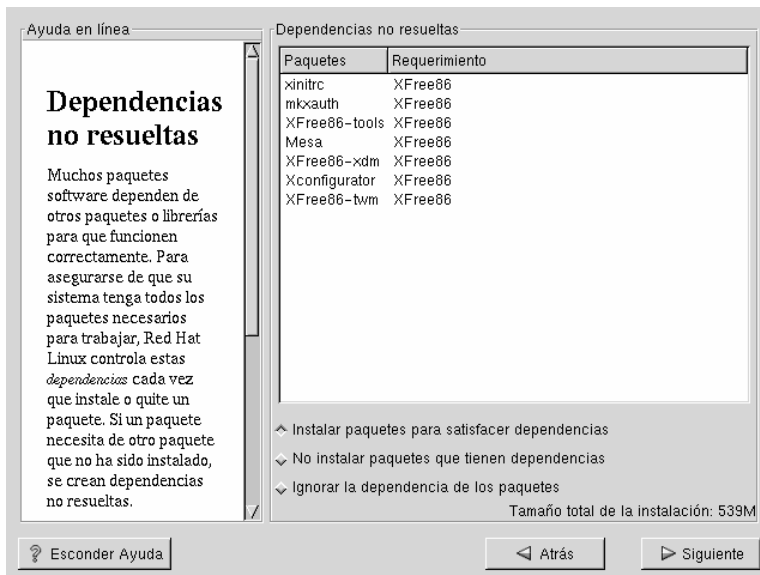 Ayuda en línea
Dependencias
no resueltas
Muchos paquetes
software dependen de
otros paquetes o librerías
para que funcionen
correctamente. Para
asegurarse de que su
sistema tenga todos los
paquetes necesarios
para trabajar, Red Hat
Linux controla estas
dependencias cada vez
que instale o quite un
paquete. Si un paquete
necesita de otro paquete
que no ha sido instalado,
se crean dependencias
no resueltas.
Dependencias no resueltas
Paquetes Requerimiento
xinitrc XFree86
mkxauth XFree86
XFree86-tools XFree86
Mesa XFree86
XFree86-xdm XFree86
Xconfigurator XFree86
XFree86-twm XFree86
Instalar paquetes para satisfacer dependencias
No instalar paquetes que tienen dependencias
Ignorar la dependencia de los paquetes
Tamaño total de la instalación: 539M
Esconder Ayuda
Atrás
Siguiente